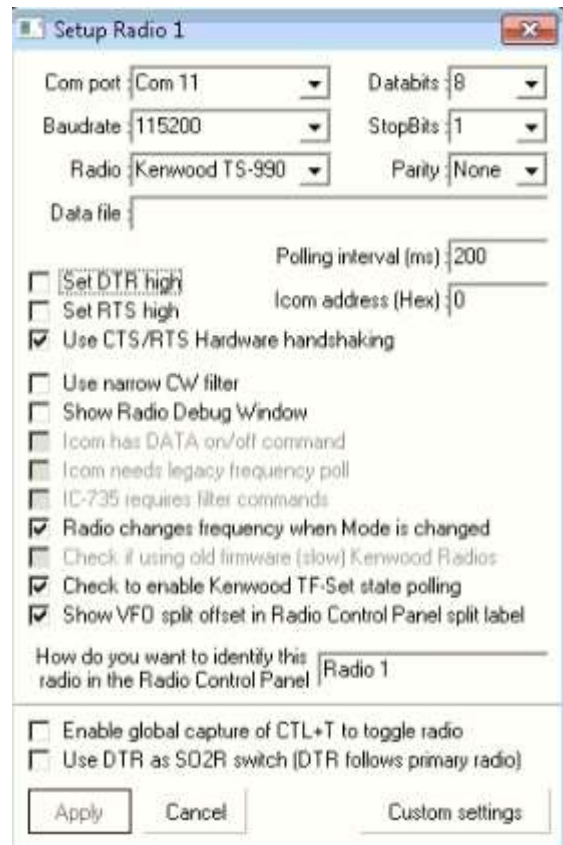 Setup Radio 1
Com port Com 11 Databits 8
Baudrate 115200 StopBits 1
Radio Kenwood TS-990 Parity None
Data file
Polling interval (ms) 200
Set DTR high
Icom address (Hex) 0
Set RTS high
Use CTS/RTS Hardware handshaking
Use narrow CW filter
Show Radio Debug Window
Icom has DATA on/off command
Icom needs legacy frequency poll
IC-735 requires filter commands
Radio changes frequency when Mode is changed
Check if using old firmware (slow) Kenwood Radios
Check to enable Kenwood TF-Set state polling
Show VFO split offset in Radio Control Panel split label
How do you want to identify this
radio in the Radio Control Panel Radio 1
Enable global capture of CTL+T to toggle radio
Use DTR as SO2R switch (DTR follows primary radio)
Apply Cancel Custom settings